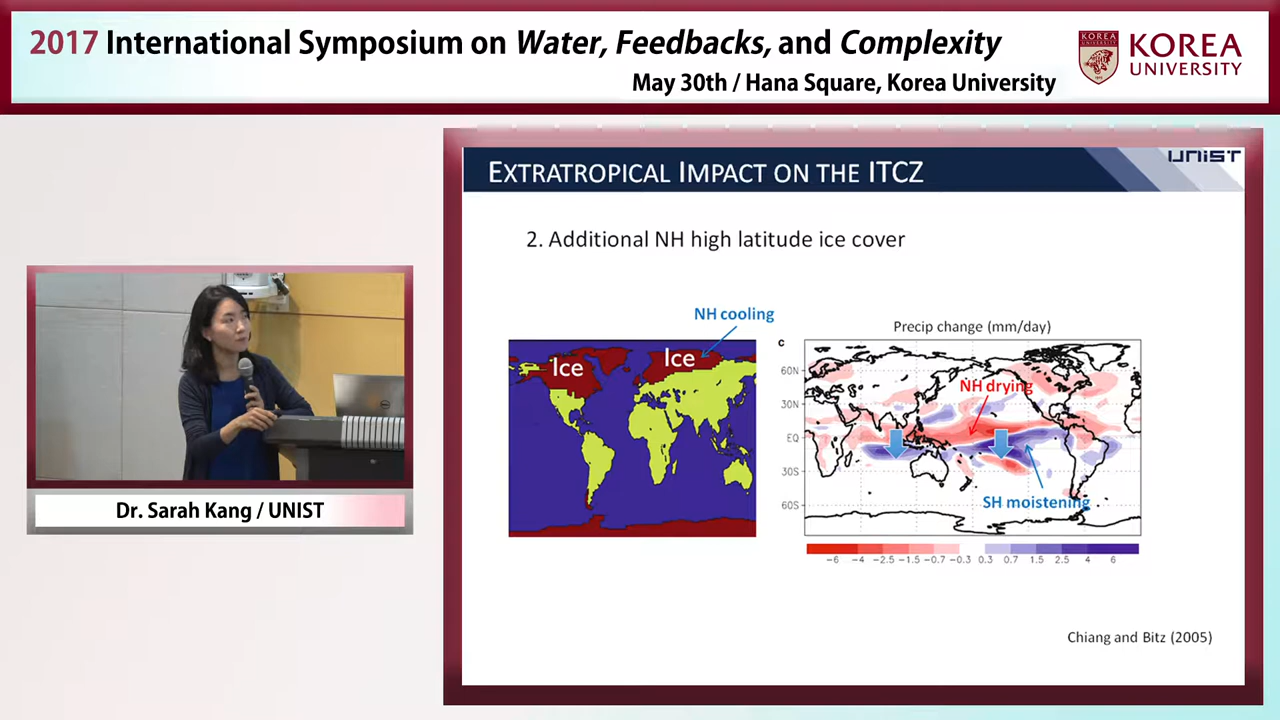 2017 International Symposium on Water, Feedbacks, and Complexity
May 30th / Hana Square, Korea University
KOREA
UNIVERSITY
UNIST
EXTRATROPICAL IMPACT ON THE ITCZ
2. Additional NH high latitude ice cover
NH cooling
Ice
Ice
Precip change (mm/day)
c
60N
30N
EQ
30S
60S
NH drying
SH moistening
-6 -4 -2.5 -1.5 -0.7 -0.3 0.3 0.7 1.5 2.5 4 6
Chiang and Bitz (2005)
Dr. Sarah Kang / UNIST